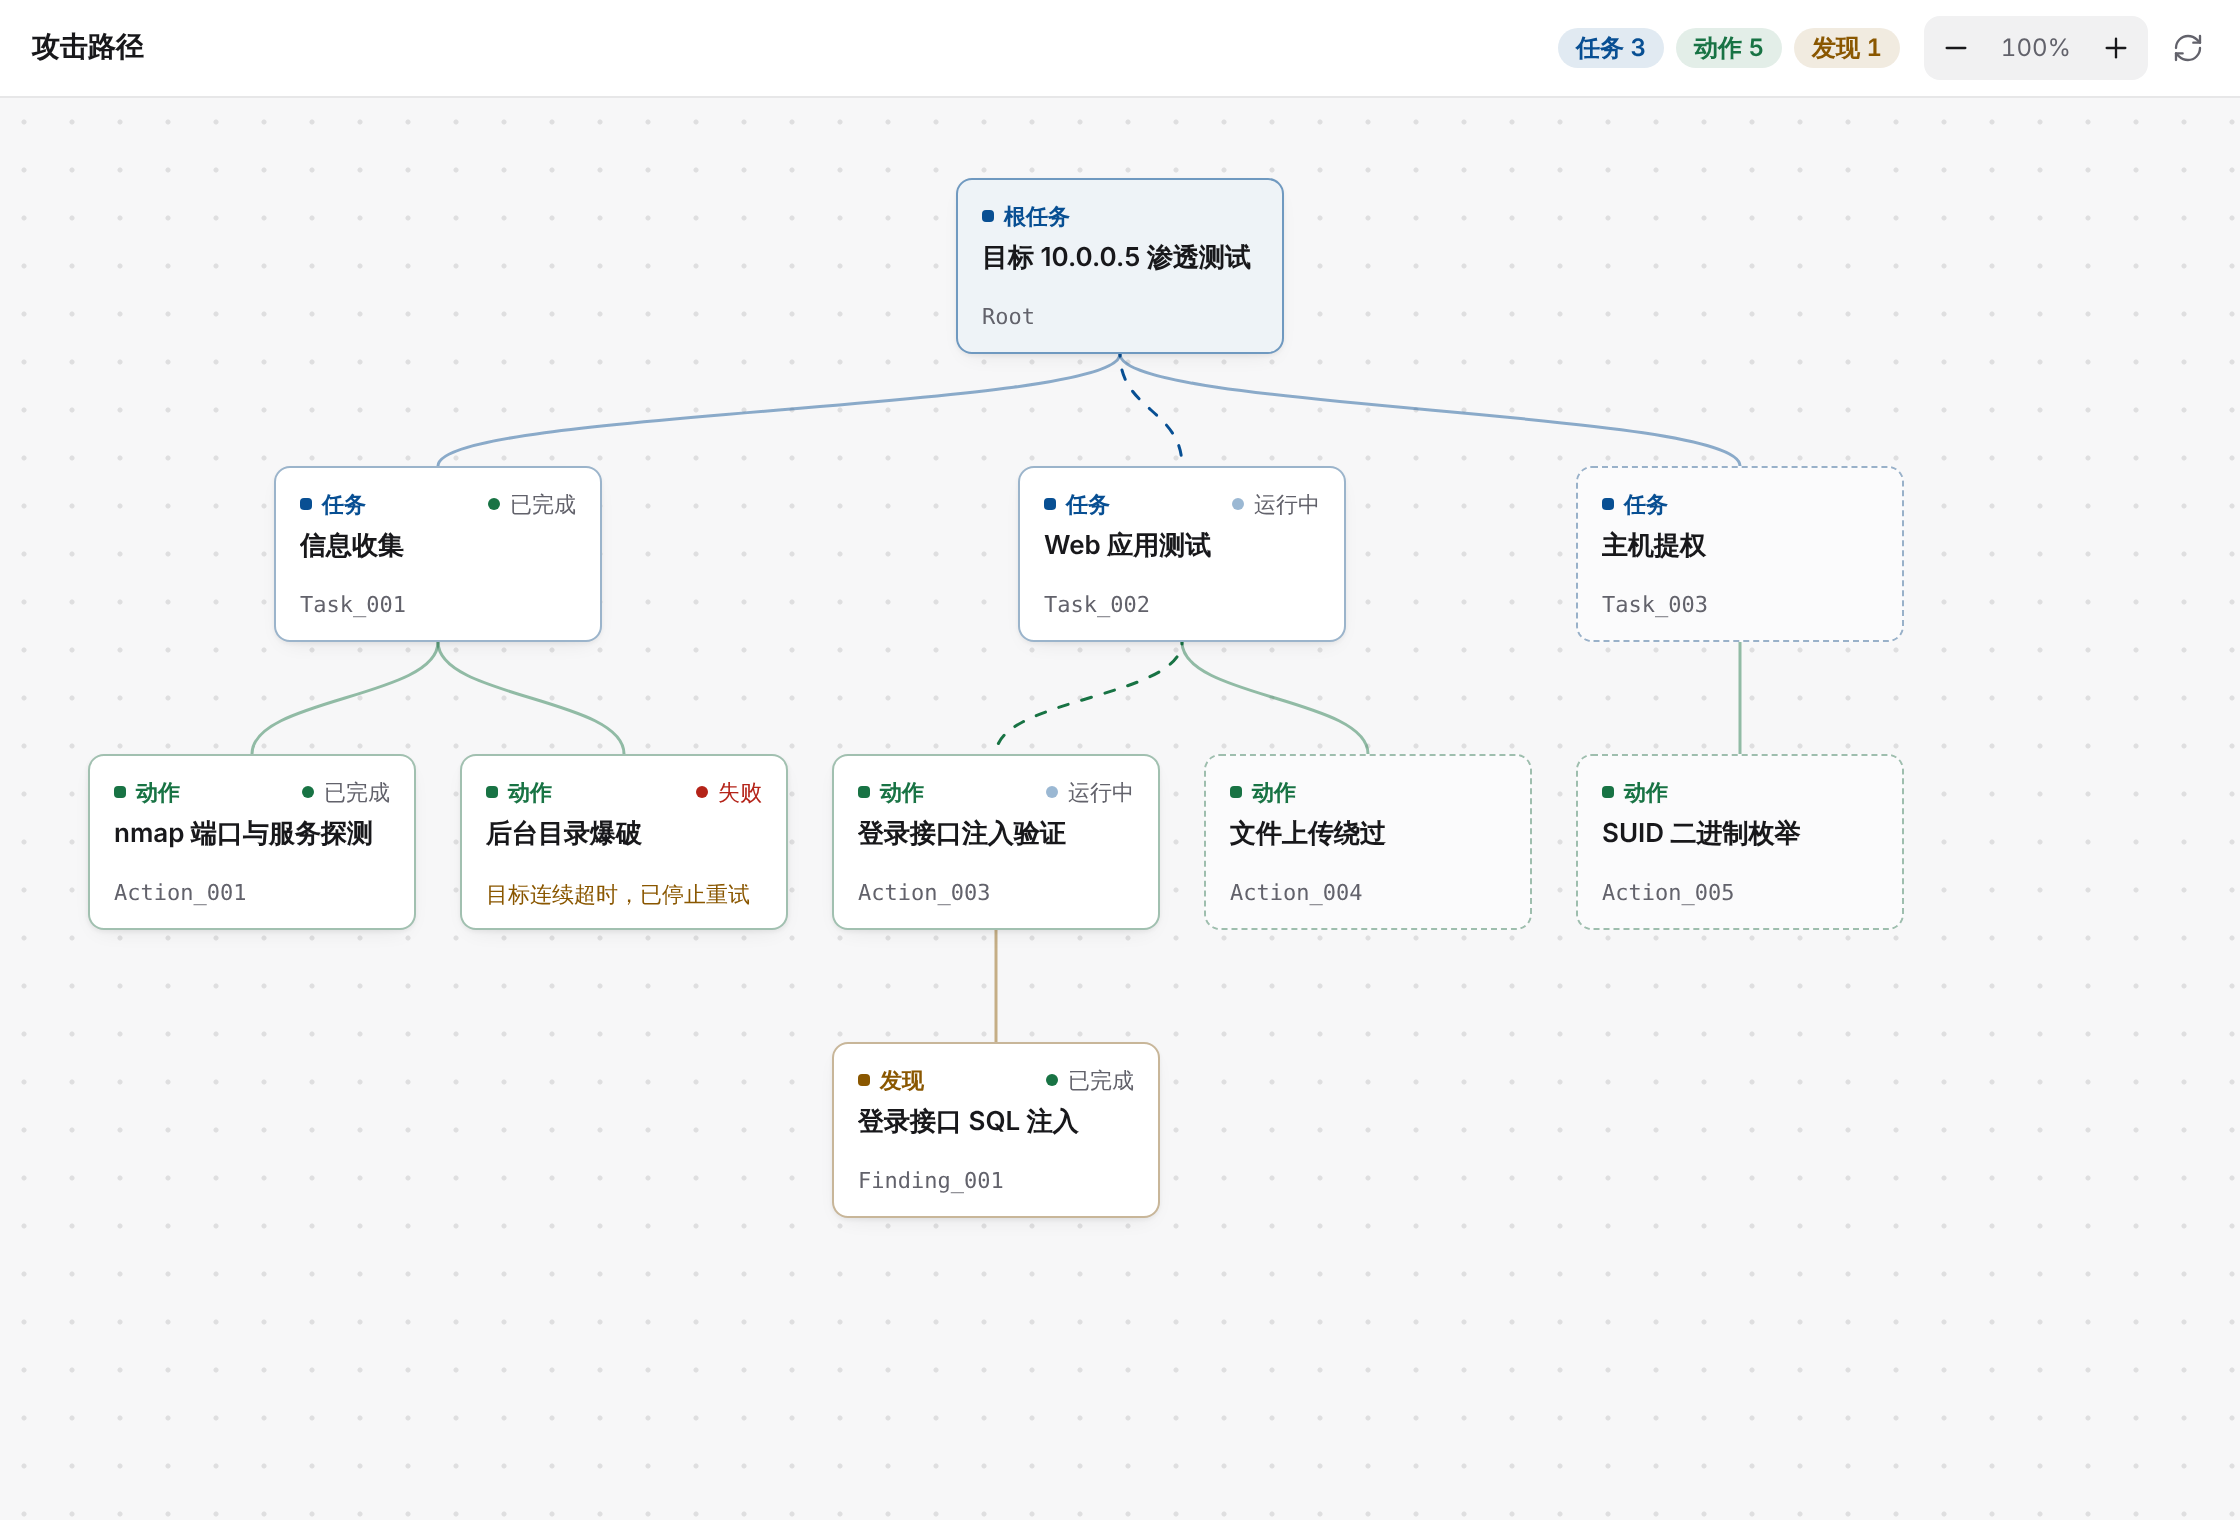 攻击路径
任务 3
动作 5
发现 1
100%
根任务
目标 10.0.0.5 渗透测试
Root
任务
已完成
信息收集
Task_001
任务
运行中
Web 应用测试
Task_002
任务
主机提权
Task_003
动作
已完成
nmap 端口与服务探测
Action_001
动作
失败
后台目录爆破
目标连续超时，已停止重试
动作
运行中
登录接口注入验证
Action_003
动作
文件上传绕过
Action_004
动作
SUID 二进制枚举
Action_005
发现
已完成
登录接口 SQL 注入
Finding_001